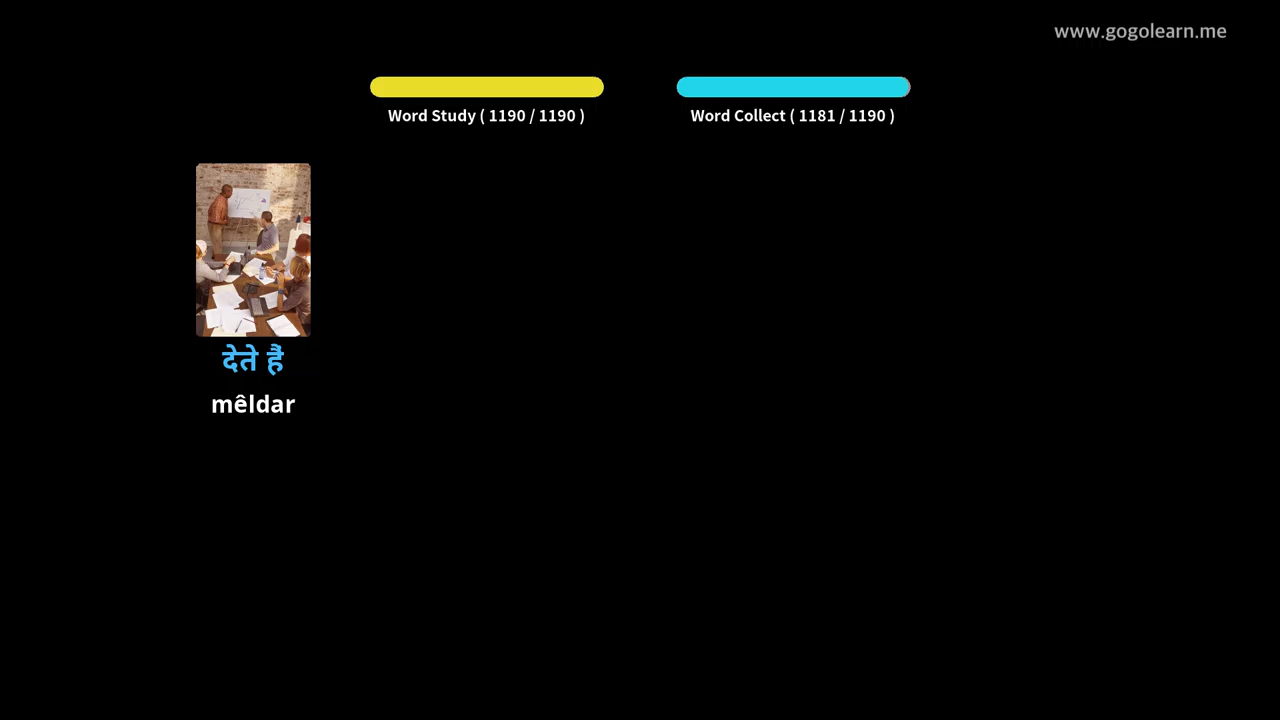 www.gogolearn.me
Word Study ( 1190 / 1190 )
Word Collect ( 1181 / 1190 )
देते हैं
mêldar